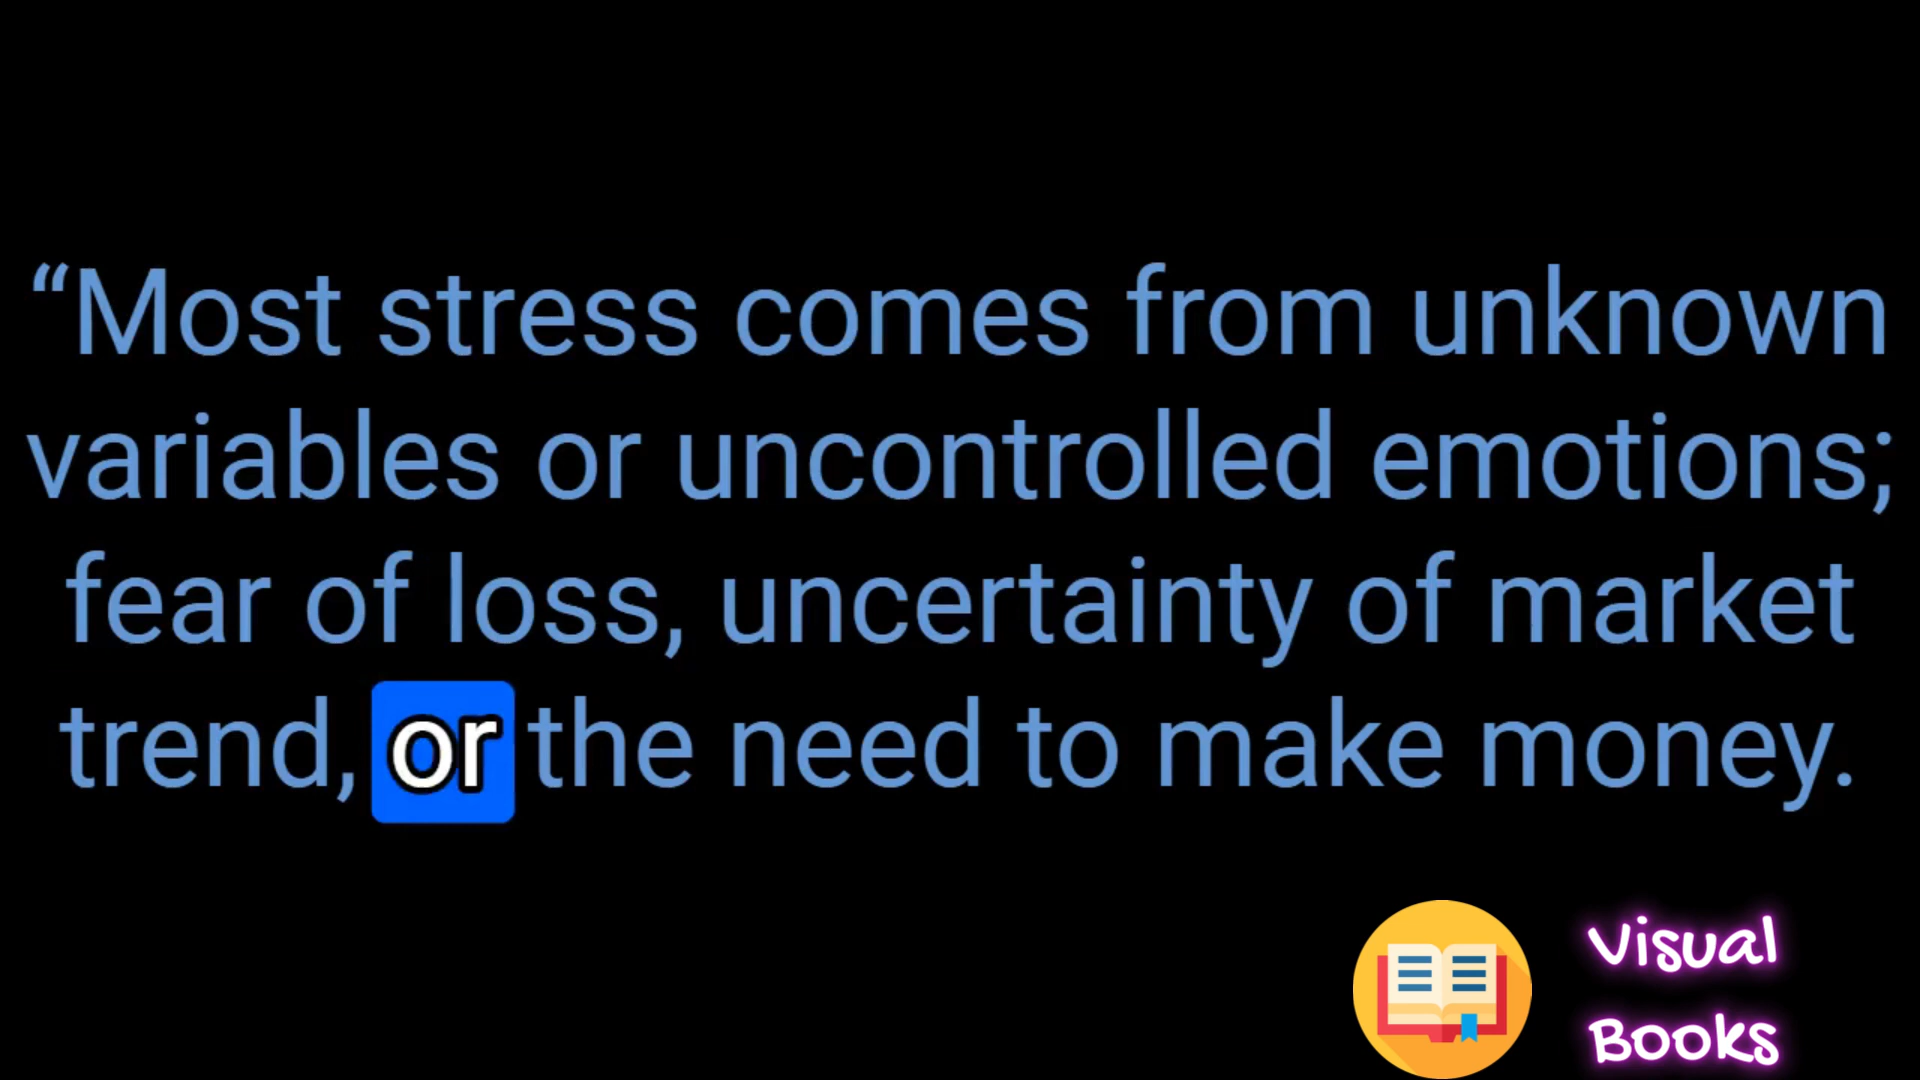 “Most stress comes from unknown
variables or uncontrolled emotions;
fear of loss, uncertainty of market
trend, or the need to make money.
Visual
Books